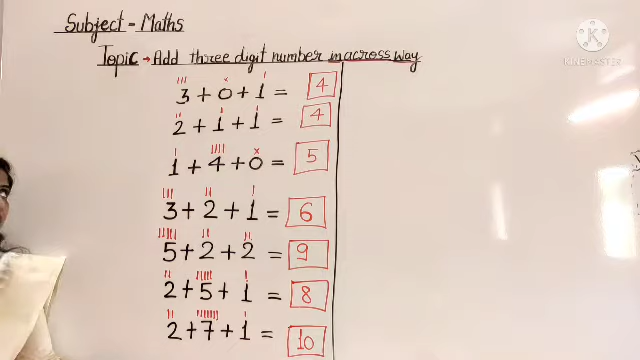 Subject - Maths
Topic → Add three digit number in across way
3 + 0 + 1 = 4
2 + 1 + 1 = 4
1 + 4 + 0 = 5
3 + 2 + 1 = 6
5 + 2 + 2 = 9
2 + 5 + 1 = 8
2 + 7 + 1 = 10
K
KINEMASTER